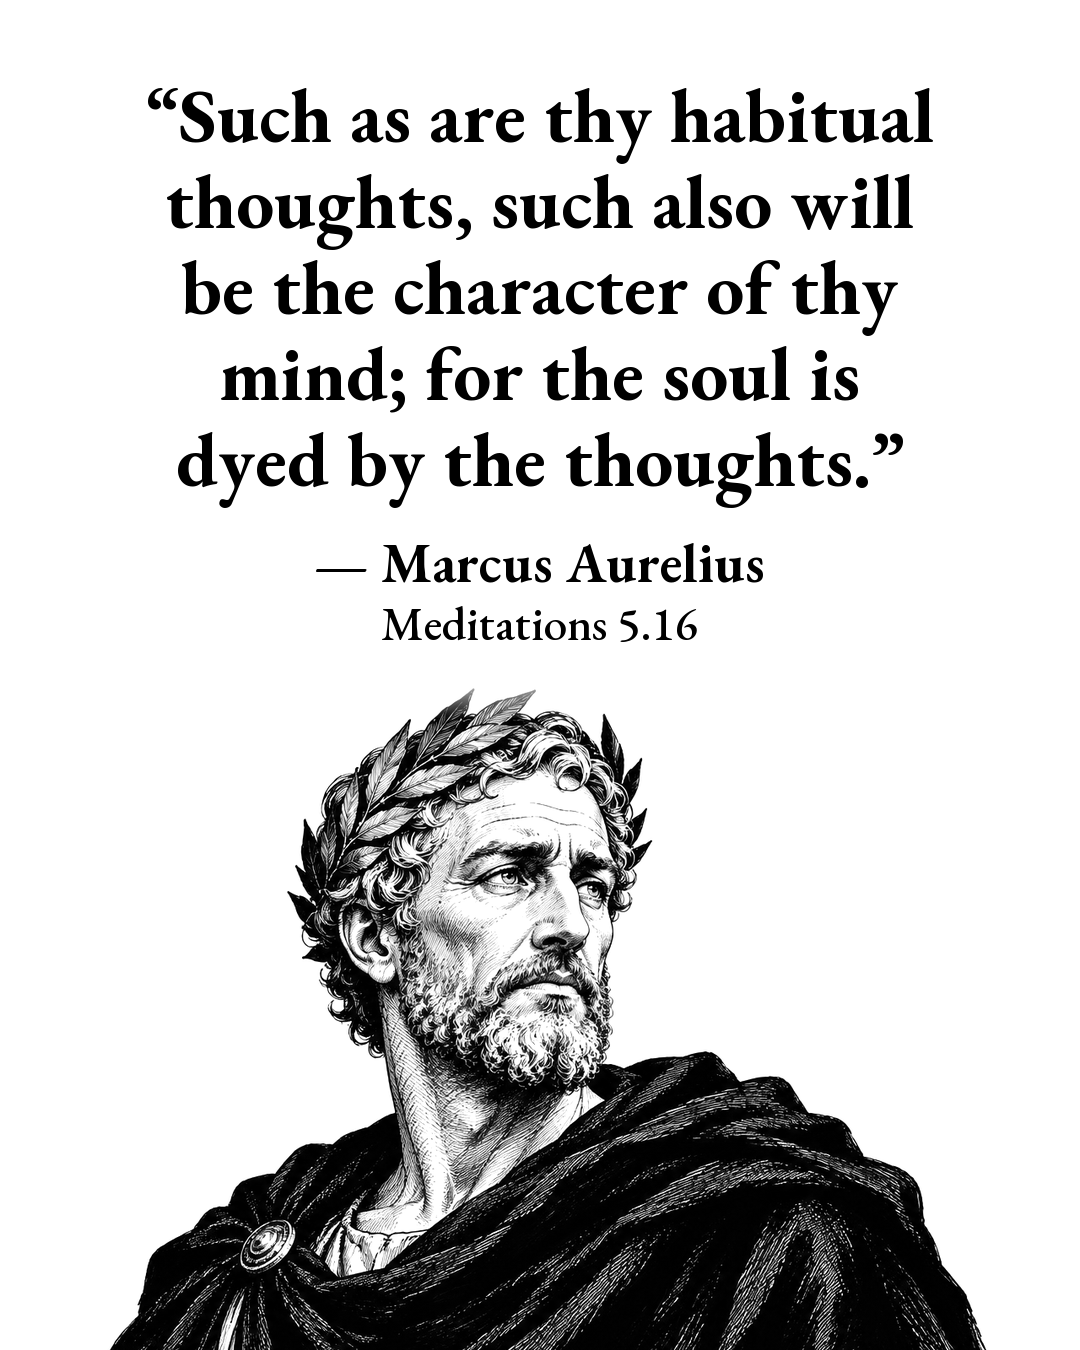 “Such as are thy habitual
thoughts, such also will
be the character of thy
mind; for the soul is
dyed by the thoughts.”
— Marcus Aurelius
Meditations 5.16